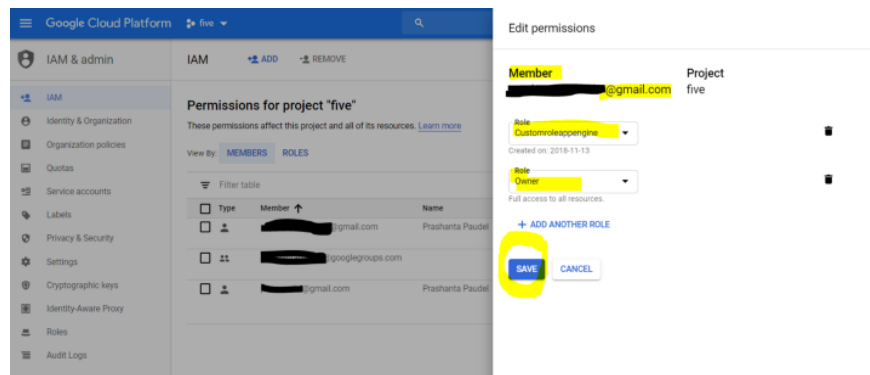 Google Cloud Platform
five
IAM & admin
IAM
Identity & Organization
Organization policies
Quotas
Service accounts
Labels
Privacy & Security
Settings
Cryptographic keys
Identity-Aware Proxy
Roles
Audit Logs
IAM
ADD
REMOVE
Permissions for project "five"
These permissions affect this project and all of its resources. Learn more
View By: MEMBERS ROLES
Filter table
Type Member Name
@gmail.com Prashanta Paudel
@googlegroups.com
@gmail.com Prashanta Paudel
Edit permissions
Member Project
@gmail.com five
Role
Customroleappengine
Created on: 2018-11-13
Role
Owner
Full access to all resources.
+ ADD ANOTHER ROLE
SAVE CANCEL